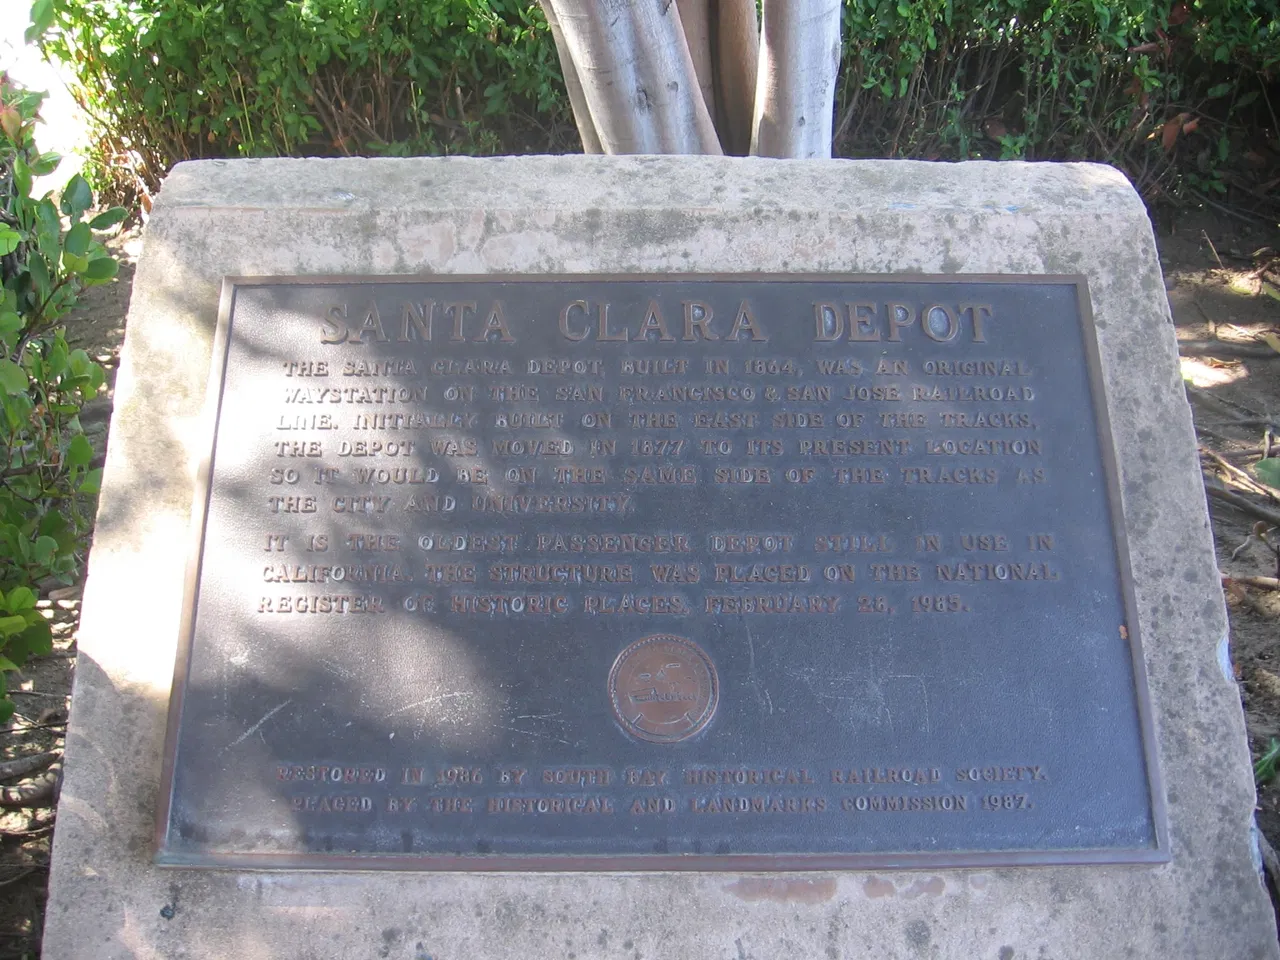 SANTA CLARA DEPOT
THE SANTA CLARA DEPOT, BUILT IN 1864, WAS AN ORIGINAL
WAYSTATION ON THE SAN FRANCISCO & SAN JOSE RAILROAD
LINE. INITIALLY BUILT ON THE EAST SIDE OF THE TRACKS,
THE DEPOT WAS MOVED IN 1877 TO ITS PRESENT LOCATION
SO IT WOULD BE ON THE SAME SIDE OF THE TRACKS AS
THE CITY AND UNIVERSITY.
IT IS THE OLDEST PASSENGER DEPOT STILL IN USE IN
CALIFORNIA. THE STRUCTURE WAS PLACED ON THE NATIONAL
REGISTER OF HISTORIC PLACES, FEBRUARY 28, 1985.
RESTORED IN 1986 BY SOUTH BAY HISTORICAL RAILROAD SOCIETY.
PLACED BY THE HISTORICAL AND LANDMARKS COMMISSION 1987.